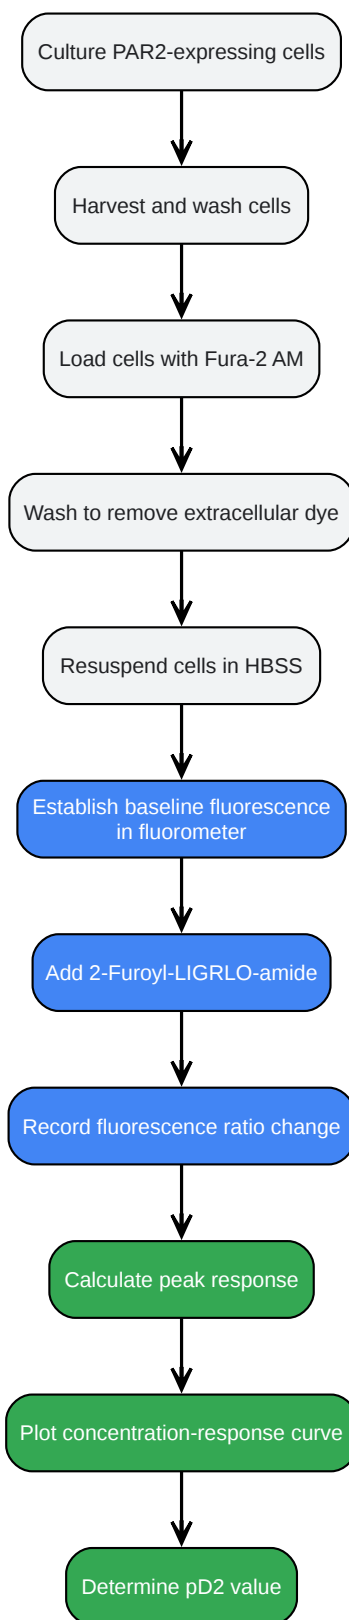 Culture PAR2-expressing cells
Harvest and wash cells
Load cells with Fura-2 AM
Wash to remove extracellular dye
Resuspend cells in HBSS
Establish baseline fluorescence
in fluorometer
Add 2-Furoyl-LIGRLO-amide
Record fluorescence ratio change
Calculate peak response
Plot concentration-response curve
Determine pD2 value